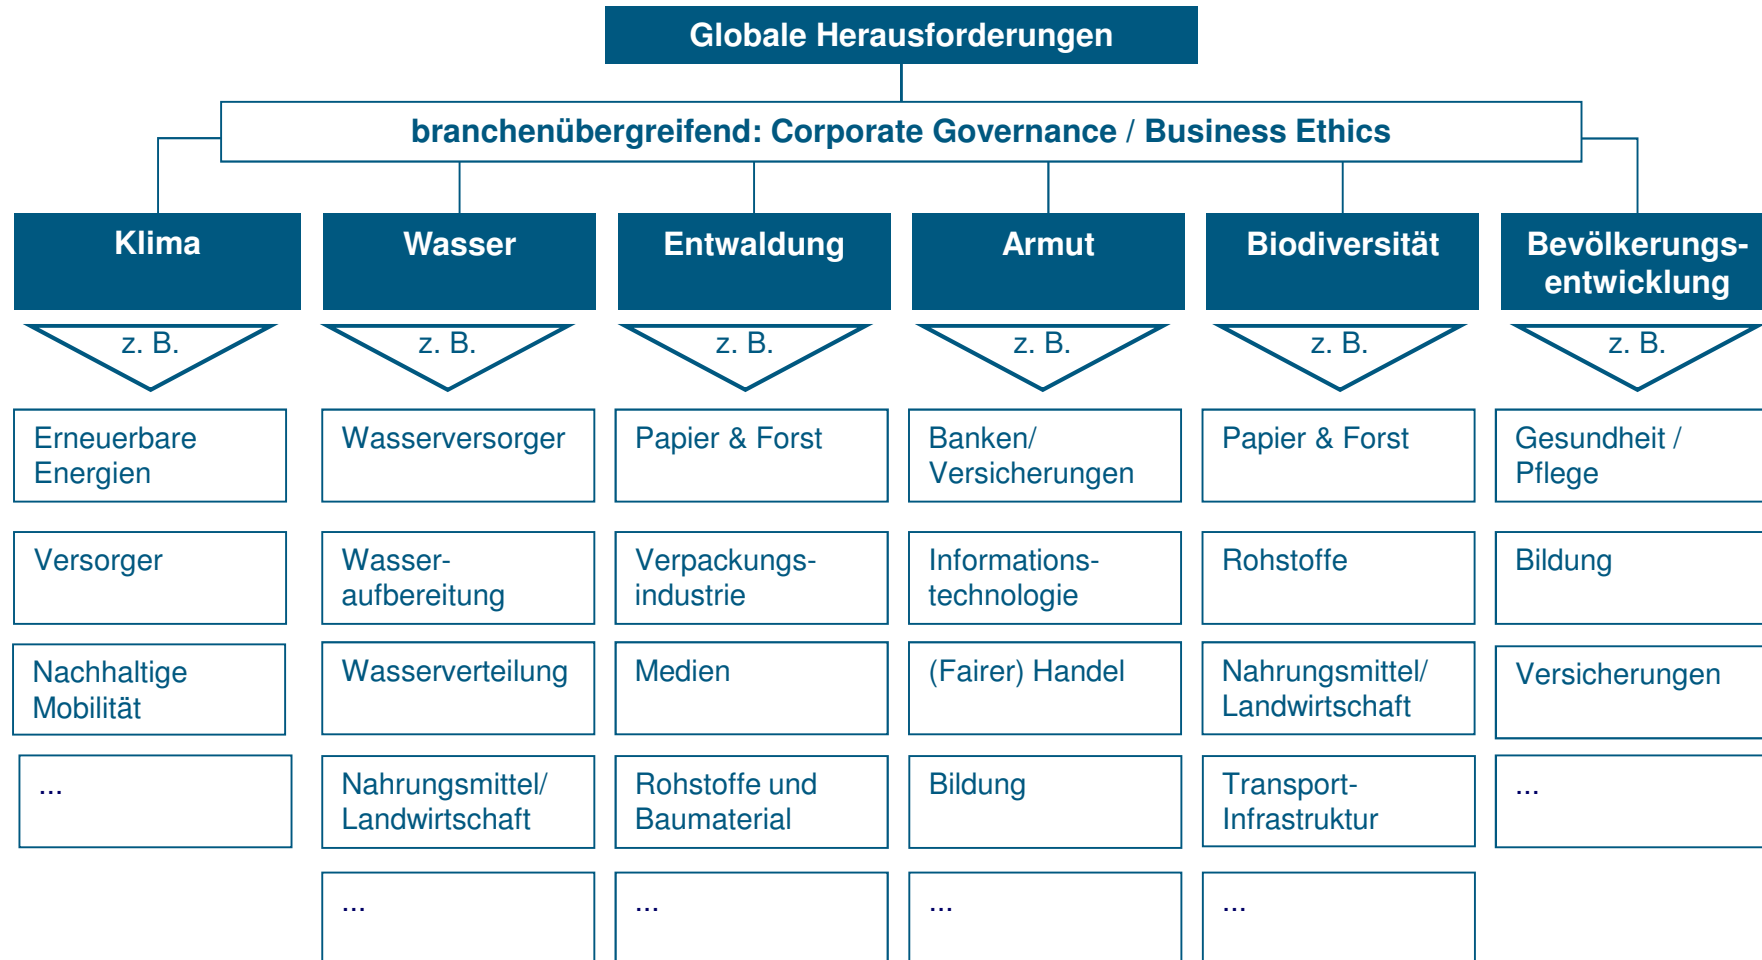 Globale Herausforderungen
branchenübergreifend: Corporate Governance / Business Ethics
Klima
z. B.
Erneuerbare
Energien
Versorger
Nachhaltige
Mobilität
...
Wasser
z. B.
Wasserversorger
Wasser-
aufbereitung
Wasserverteilung
Nahrungsmittel/
Landwirtschaft
...
Entwaldung
z. B.
Papier & Forst
Verpackungs-
industrie
Medien
Rohstoffe und
Baumaterial
...
Armut
z. B.
Banken/
Versicherungen
Informations-
technologie
(Fairer) Handel
Bildung
...
Biodiversität
z. B.
Papier & Forst
Rohstoffe
Nahrungsmittel/
Landwirtschaft
Transport-
Infrastruktur
...
Bevölkerungs-
entwicklung
z. B.
Gesundheit /
Pflege
Bildung
Versicherungen
...